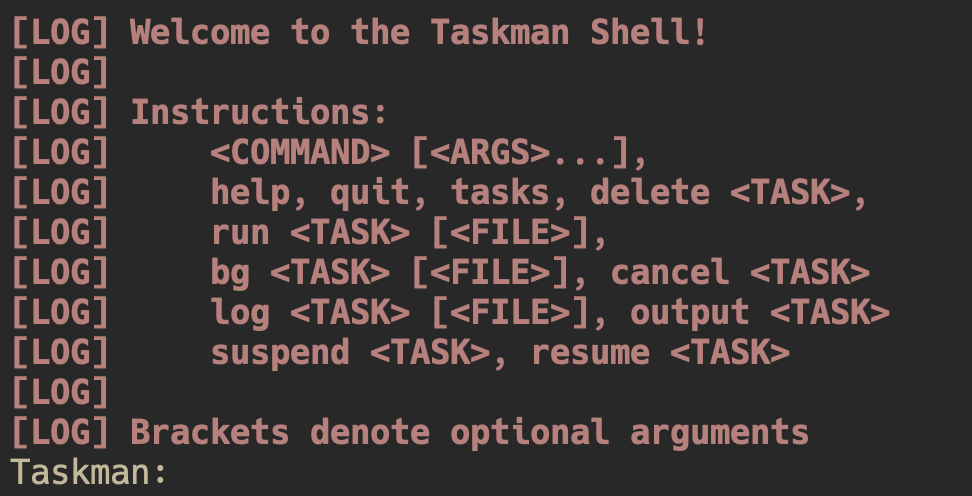 [LOG] Welcome to the Taskman Shell!
[LOG]
[LOG] Instructions:
[LOG]     <COMMAND> [<ARGS>...],
[LOG]     help, quit, tasks, delete <TASK>,
[LOG]     run <TASK> [<FILE>],
[LOG]     bg <TASK> [<FILE>], cancel <TASK>
[LOG]     log <TASK> [<FILE>], output <TASK>
[LOG]     suspend <TASK>, resume <TASK>
[LOG]
[LOG] Brackets denote optional arguments
Taskman: